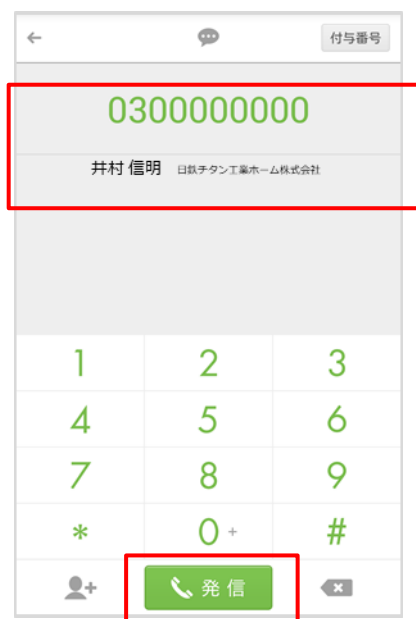 付与番号
0300000000
井村 信明 日鉄チタン工業ホーム株式会社
1 2 3
4 5 6
7 8 9
* 0 + #
発信